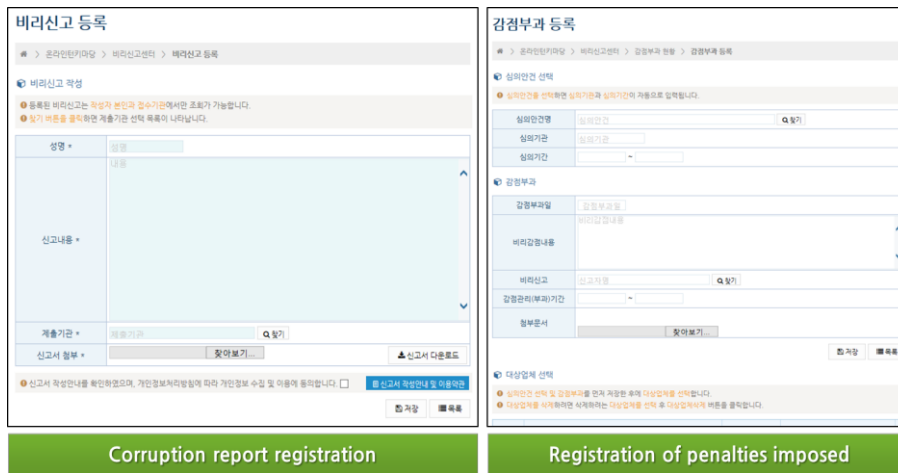 비리신고 등록
온라인턴키마당 > 비리신고센터 > 비리신고 등록
비리신고 작성
등록된 비리신고는 작성자 본인과 접수기관에서만 조회가 가능합니다.
찾기 버튼을 클릭하면 제출기관 선택 목록이 나타납니다.
성명 *
성명
신고내용 *
내용
제출기관 *
제출기관
찾기
신고서 첨부 *
찾아보기...
신고서 다운로드
신고서 작성안내를 확인하였으며, 개인정보처리방침에 따라 개인정보 수집 및 이용에 동의합니다.
신고서 작성안내 및 이용약관
저장
목록
Corruption report registration
감점부과 등록
온라인턴키마당 > 비리신고센터 > 감점부과 현황 > 감점부과 등록
심의안건 선택
심의안건을 선택하면 심의기관과 심의기간이 자동으로 입력됩니다.
심의안건명
심의안건
찾기
심의기관
심의기관
심의기간
~
감점부과
감점부과일
감점부과일
비리감점내용
비리감점내용
비리신고
신고자명
찾기
감점관리(부과)기간
~
첨부문서
찾아보기...
저장
목록
대상업체 선택
심의안건 선택 및 감점부과를 먼저 저장한 후에 대상업체를 선택합니다.
대상업체를 삭제하려면 삭제하려는 대상업체를 선택 후 대상업체삭제 버튼을 클릭합니다.
Registration of penalties imposed